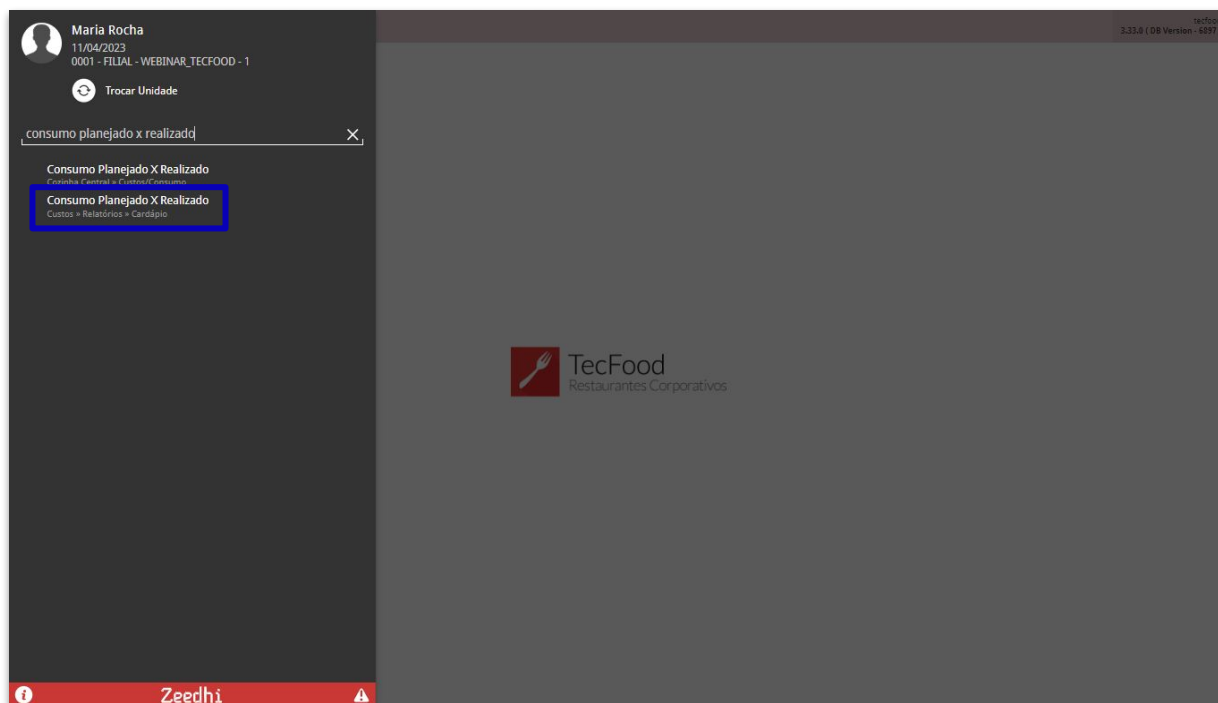 Maria Rocha
11/04/2023
0001 - FILIAL - WEBINAR_TECFOOD - 1
Trocar Unidade
consumo planejado x realizado
Consumo Planejado X Realizado
Cozinha Central » Custos/Consumo
Consumo Planejado X Realizado
Custos » Relatórios » Cardápio
tecfoo
3.33.0 ( DB Version - 6097
TecFood
Restaurantes Corporativos
Zeedhi